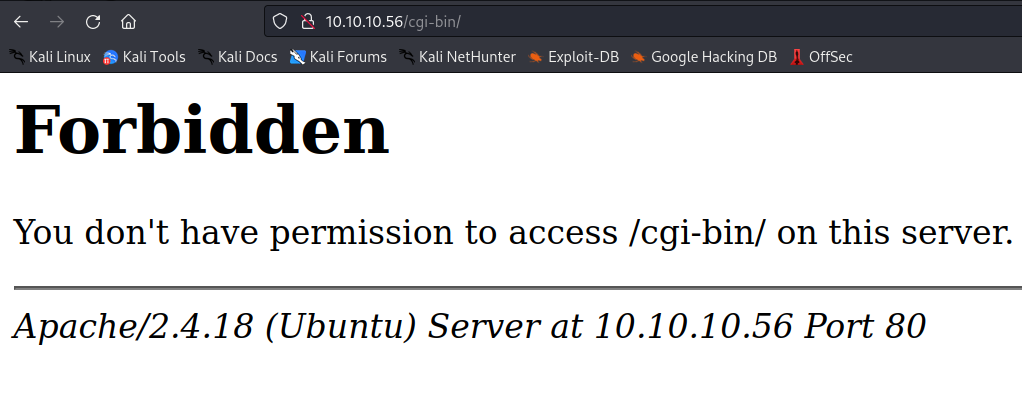 10.10.10.56/cgi-bin/
Kali Linux Kali Tools Kali Docs Kali Forums Kali NetHunter Exploit-DB Google Hacking DB OffSec
Forbidden
You don't have permission to access /cgi-bin/ on this server.
Apache/2.4.18 (Ubuntu) Server at 10.10.10.56 Port 80